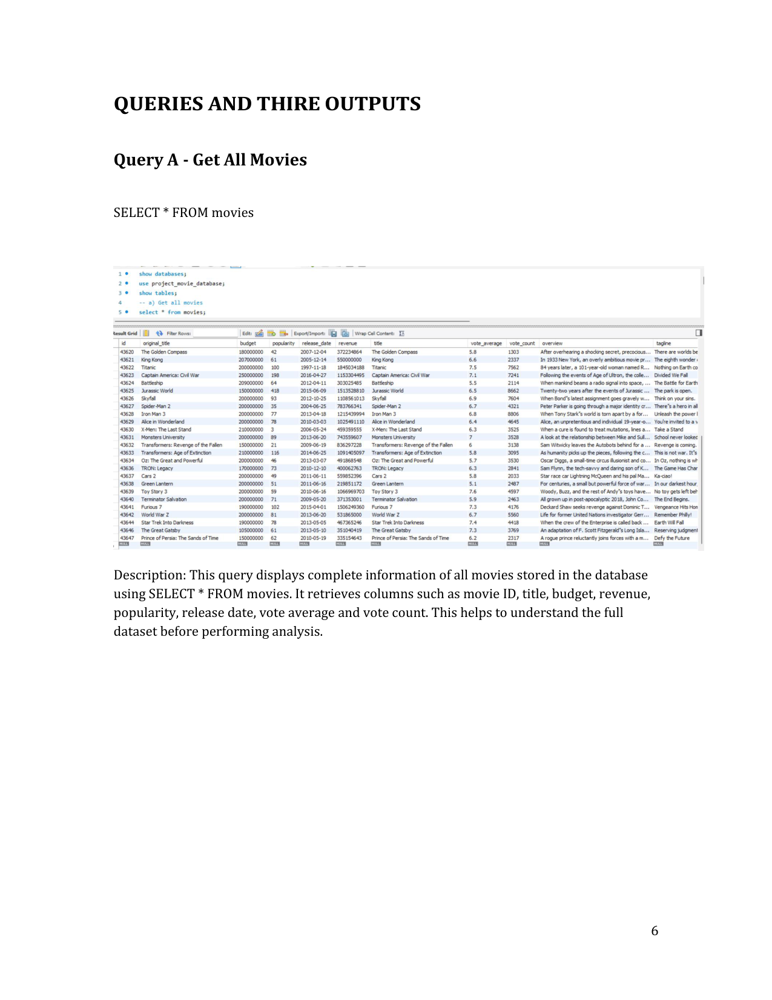 QUERIES AND THIRE OUTPUTS
Query A - Get All Movies
SELECT * FROM movies
1 show databases;
2 use project_movie_database;
3 show tables;
4 -- a) Get all movies
5 select * from movies;
Result Grid Filter Rows: Edit: Export/Import: Wrap Cell Content:
id original_title budget popularity release_date revenue title vote_average vote_count overview tagline
43620 The Golden Compass 180000000 42 2007-12-04 372234864 The Golden Compass 5.8 1303 After overhearing a shocking secret, precocious... There are worlds be
43621 King Kong 207000000 61 2005-12-14 550000000 King Kong 6.6 2337 In 1933 New York, an overly ambitious movie pr... The eighth wonder
43622 Titanic 200000000 100 1997-11-18 1845034188 Titanic 7.5 7562 84 years later, a 101-year-old woman named R... Nothing on Earth co
43623 Captain America: Civil War 250000000 198 2016-04-27 1153304495 Captain America: Civil War 7.1 7241 Following the events of Age of Ultron, the colle... Divided We Fall
43624 Battleship 209000000 64 2012-04-11 303025485 Battleship 5.5 2114 When mankind beams a radio signal into space, ... The Battle for Earth
43625 Jurassic World 150000000 418 2015-06-09 1513528810 Jurassic World 6.5 8662 Twenty-two years after the events of Jurassic ... The park is open.
43626 Skyfall 200000000 93 2012-10-25 1108561013 Skyfall 6.9 7604 When Bond"s latest assignment goes gravely w... Think on your sins.
43627 Spider-Man 2 200000000 35 2004-06-25 783766341 Spider-Man 2 6.7 4321 Peter Parker is going through a major identity cr... There"s a hero in all
43628 Iron Man 3 200000000 77 2013-04-18 1215439994 Iron Man 3 6.8 8806 When Tony Stark"s world is torn apart by a for... Unleash the power
43629 Alice in Wonderland 200000000 78 2010-03-03 1025491110 Alice in Wonderland 6.4 4645 Alice, an unpretentious and individual 19-year-o... You're invited to a
43630 X-Men: The Last Stand 210000000 3 2006-05-24 459359555 X-Men: The Last Stand 6.3 3525 When a cure is found to treat mutations, lines a... Take a Stand
43631 Monsters University 200000000 89 2013-06-20 743559607 Monsters University 7 3528 A look at the relationship between Mike and Sull... School never looked
43632 Transformers: Revenge of the Fallen 150000000 21 2009-06-19 836297228 Transformers: Revenge of the Fallen 6 3138 Sam Witwicky leaves the Autobots behind for a ... Revenge is coming.
43633 Transformers: Age of Extinction 210000000 116 2014-06-25 1091405097 Transformers: Age of Extinction 5.8 3095 As humanity picks up the pieces, following the c... This is not war. It"s
43634 Oz: The Great and Powerful 200000000 46 2013-03-07 491868548 Oz: The Great and Powerful 5.7 3530 Oscar Diggs, a small-time circus illusionist and co... In Oz, nothing is wh
43636 TRON: Legacy 170000000 73 2010-12-10 400062763 TRON: Legacy 6.3 2841 Sam Flynn, the tech-savvy and daring son of K... The Game Has Char
43637 Cars 2 200000000 49 2011-06-11 559852396 Cars 2 5.8 2033 Star race car Lightning McQueen and his pal Ma... Ka-ciao!
43638 Green Lantern 200000000 51 2011-06-16 219851172 Green Lantern 5.1 2487 For centuries, a small but powerful force of war... In our darkest hour
43639 Toy Story 3 200000000 59 2010-06-16 1066969703 Toy Story 3 7.6 4597 Woody, Buzz, and the rest of Andy"s toys have... No toy gets left beh
43640 Terminator Salvation 200000000 71 2009-05-20 371353001 Terminator Salvation 5.9 2463 All grown up in post-apocalyptic 2018, John Co... The End Begins.
43641 Furious 7 190000000 102 2015-04-01 1506249360 Furious 7 7.3 4176 Deckard Shaw seeks revenge against Dominic T... Vengeance Hits Hom
43642 World War Z 200000000 81 2013-06-20 531865000 World War Z 6.7 5560 Life for former United Nations investigator Gerr... Remember Philly!
43644 Star Trek Into Darkness 190000000 78 2013-05-05 467365246 Star Trek Into Darkness 7.4 4418 When the crew of the Enterprise is called back ... Earth Will Fall
43646 The Great Gatsby 105000000 61 2013-05-10 351040419 The Great Gatsby 7.3 3769 An adaptation of F. Scott Fitzgerald"s Long Isla... Reserving judgment
43647 Prince of Persia: The Sands of Time 150000000 62 2010-05-19 335154643 Prince of Persia: The Sands of Time 6.2 2317 A rogue prince reluctantly joins forces with a m... Defy the Future
NULL NULL NULL NULL NULL NULL NULL NULL NULL NULL NULL
Description: This query displays complete information of all movies stored in the database
using SELECT * FROM movies. It retrieves columns such as movie ID, title, budget, revenue,
popularity, release date, vote average and vote count. This helps to understand the full
dataset before performing analysis.
6